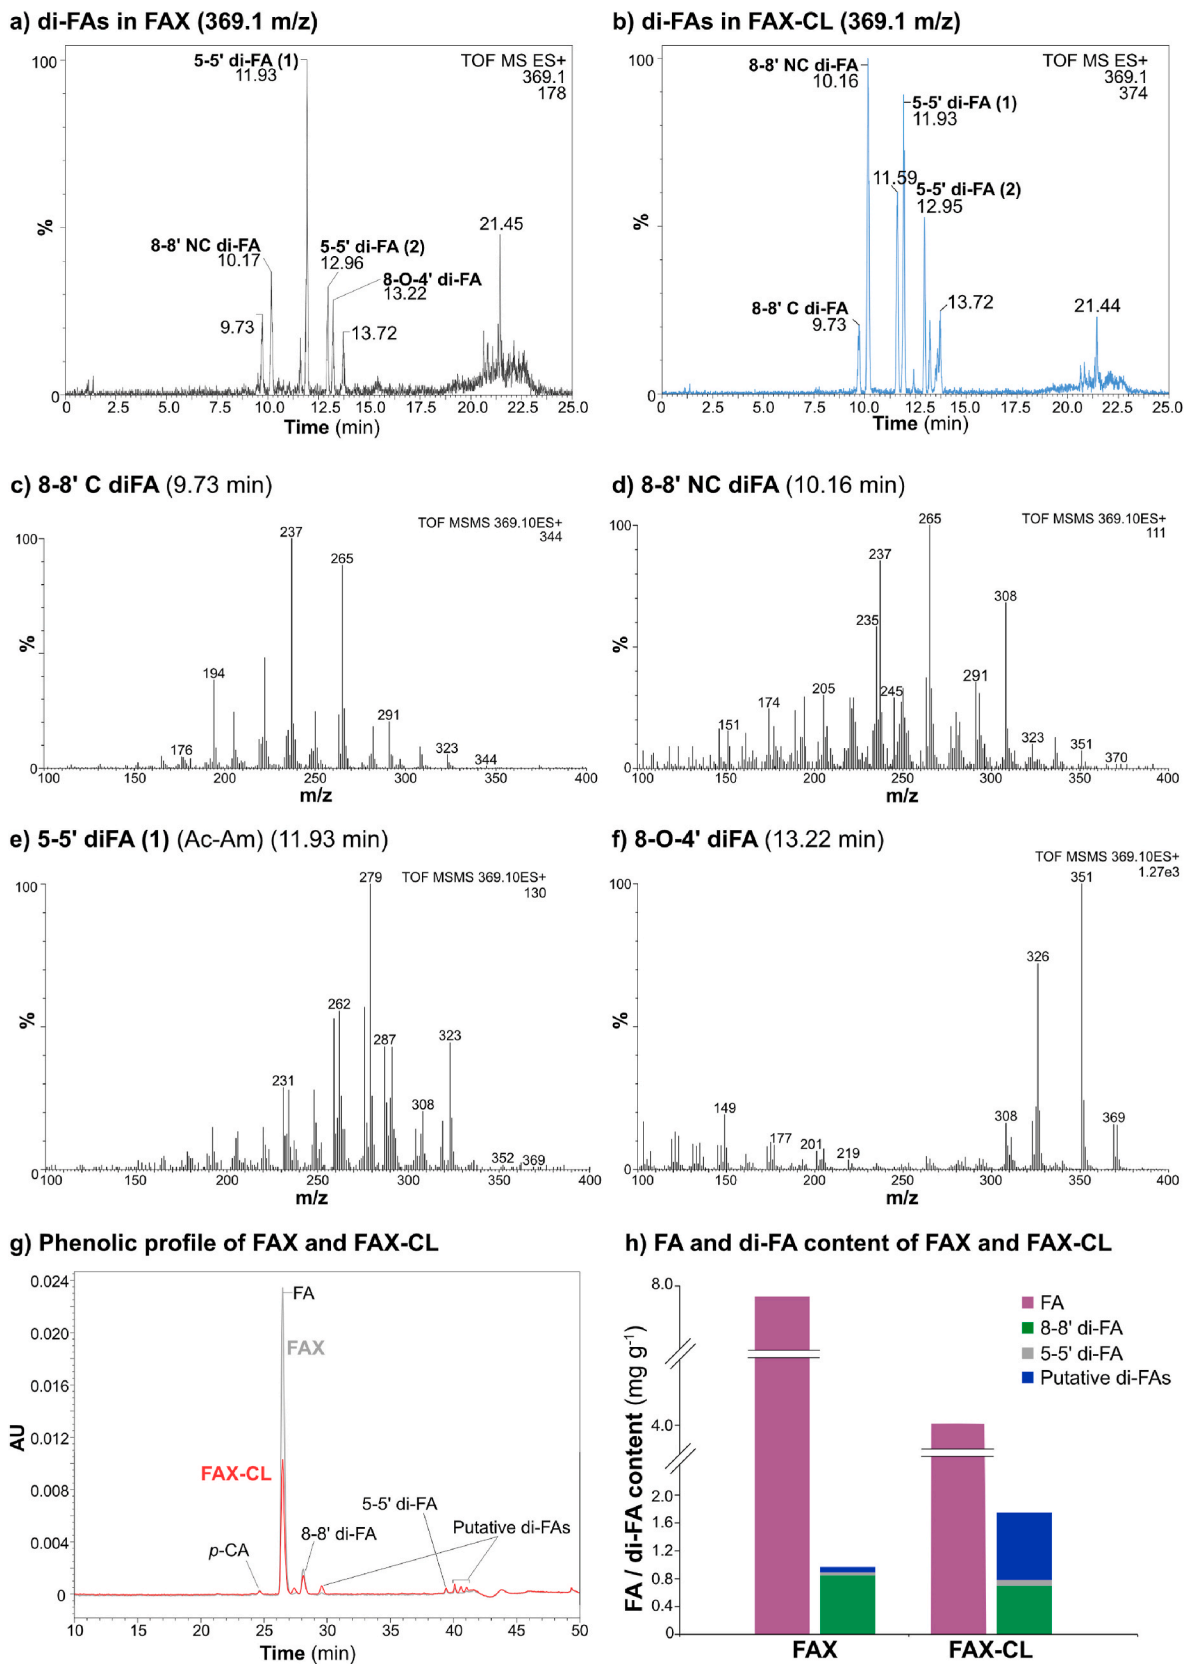 a) di-FAs in FAX (369.1 m/z)
5-5' di-FA (1)
11.93
TOF MS ES+
369.1
178
100
%
8-8' NC di-FA
10.17
5-5' di-FA (2)
12.96
8-O-4' di-FA
13.22
21.45
9.73
13.72
0
0 2.5 5.0 7.5 10.0 12.5 15.0 17.5 20.0 22.5 25.0
Time (min)
b) di-FAs in FAX-CL (369.1 m/z)
8-8' NC di-FA
10.16
TOF MS ES+
369.1
374
100
%
5-5' di-FA (1)
11.93
11.59
5-5' di-FA (2)
12.95
8-8' C di-FA
9.73
13.72
21.44
0
0 2.5 5.0 7.5 10.0 12.5 15.0 17.5 20.0 22.5 25.0
Time (min)
c) 8-8' C diFA (9.73 min)
TOF MSMS 369.10ES+
344
100
%
237
265
194
291
176
323
344
0
100 150 200 250 300 350 400
m/z
d) 8-8' NC diFA (10.16 min)
TOF MSMS 369.10ES+
111
100
%
265
237
308
235
291
205
245
174
151
323
351
370
0
100 150 200 250 300 350 400
m/z
e) 5-5' diFA (1) (Ac-Am) (11.93 min)
TOF MSMS 369.10ES+
130
100
%
279
262
287
323
231
308
352
369
0
100 150 200 250 300 350 400
m/z
f) 8-O-4' diFA (13.22 min)
TOF MSMS 369.10ES+
1.27e3
100
%
351
326
149
308
369
177
201
219
0
100 150 200 250 300 350 400
m/z
g) Phenolic profile of FAX and FAX-CL
0.024
0.020
0.016
0.012
0.008
0.004
0
AU
FA
FAX
FAX-CL
5-5' di-FA
8-8' di-FA
Putative di-FAs
p-CA
10 15 20 25 30 35 40 45 50
Time (min)
h) FA and di-FA content of FAX and FAX-CL
8.0
4.0
2.0
1.6
1.2
0.8
0.4
0
FA / di-FA content (mg g-1)
FA
8-8' di-FA
5-5' di-FA
Putative di-FAs
FAX FAX-CL